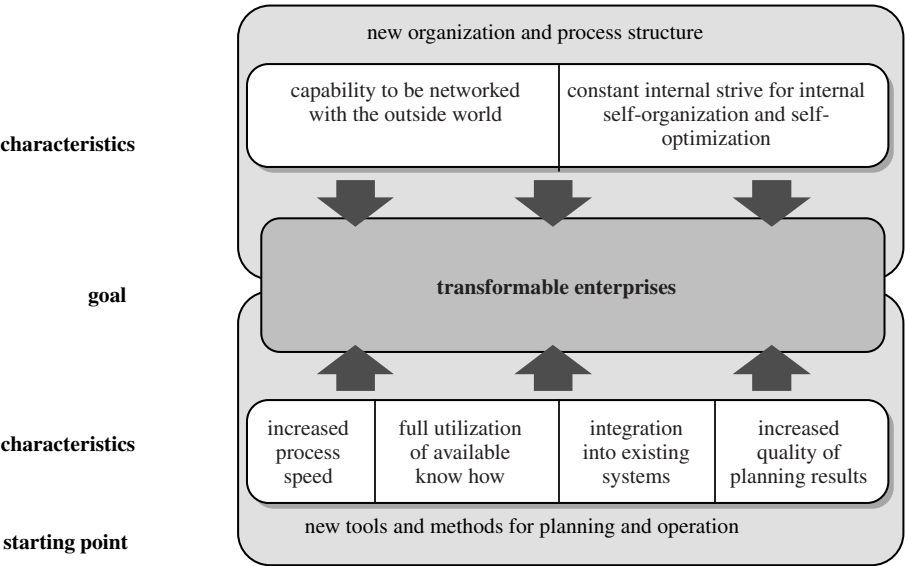 new organization and process structure
characteristics
capability to be networked
with the outside world
constant internal strive for internal
self-organization and self-
optimization
goal
transformable enterprises
characteristics
increased
process
speed
full utilization
of available
know how
integration
into existing
systems
increased
quality of
planning results
starting point
new tools and methods for planning and operation